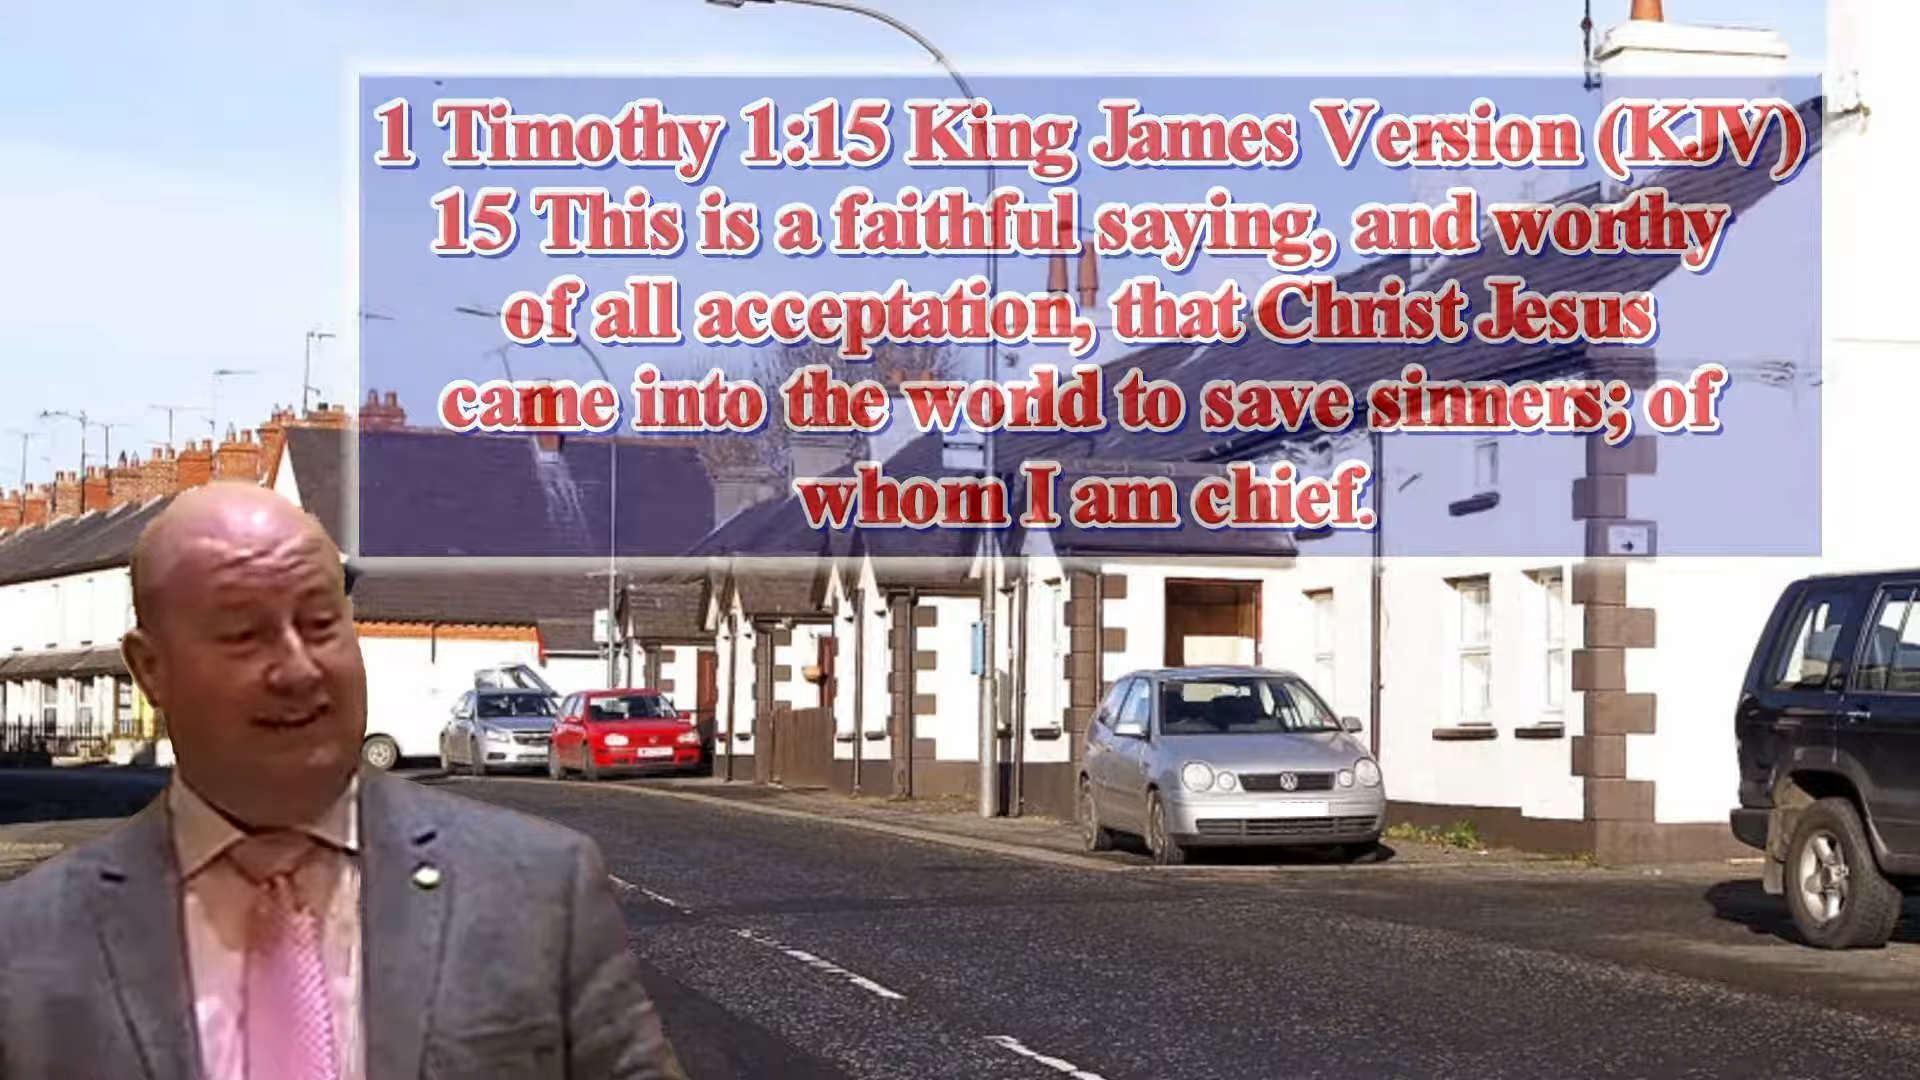 1 Timothy 1:15 King James Version (KJV)
15 This is a faithful saying, and worthy
of all acceptation, that Christ Jesus
came into the world to save sinners; of
whom I am chief.